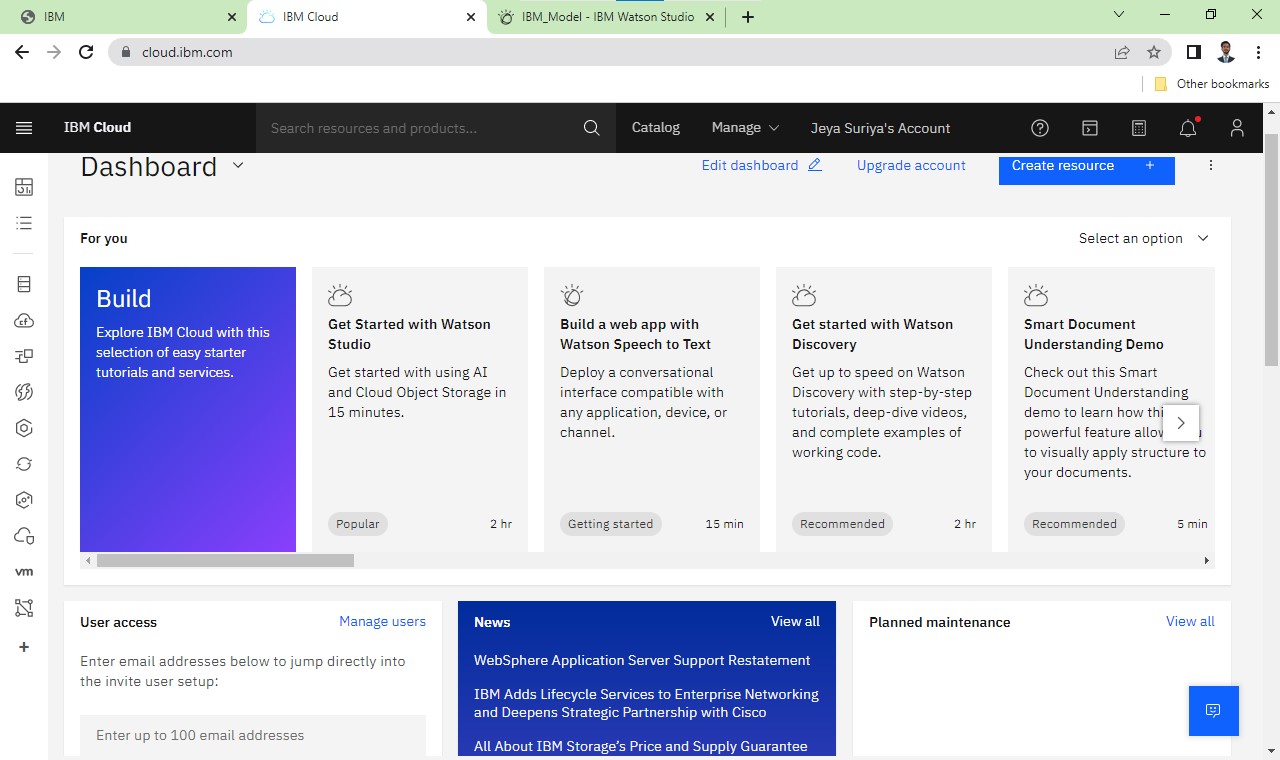 IBM
IBM Cloud
IBM_Model - IBM Watson Studio
cloud.ibm.com
Other bookmarks
IBM Cloud
Search resources and products...
Catalog
Manage
Jeya Suriya's Account
Dashboard
Edit dashboard
Upgrade account
Create resource +
For you
Select an option
Build
Explore IBM Cloud with this
selection of easy starter
tutorials and services.
Get Started with Watson
Studio
Get started with using AI
and Cloud Object Storage in
15 minutes.
Popular
2 hr
Build a web app with
Watson Speech to Text
Deploy a conversational
interface compatible with
any application, device, or
channel.
Getting started
15 min
Get started with Watson
Discovery
Get up to speed on Watson
Discovery with step-by-step
tutorials, deep-dive videos,
and complete examples of
working code.
Recommended
2 hr
Smart Document
Understanding Demo
Check out this Smart
Document Understanding
demo to learn how
powerful feature
to visually apply structure to
your documents.
Recommended
5 min
cf
vm
User access
Manage users
Enter email addresses below to jump directly into
the invite user setup:
Enter up to 100 email addresses
News
View all
WebSphere Application Server Support Restatement
IBM Adds Lifecycle Services to Enterprise Networking
and Deepens Strategic Partnership with Cisco
All About IBM Storage’s Price and Supply Guarantee
Planned maintenance
View all